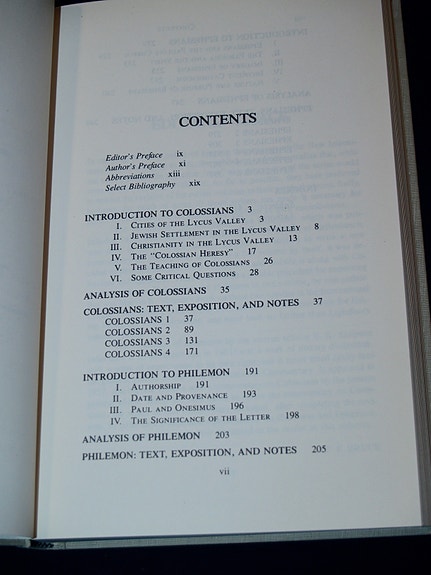 CONTENTS
Editor's Preface ix
Author's Preface xi
Abbreviations xiii
Select Bibliography xix
INTRODUCTION TO COLOSSIANS 3
I. CITIES OF THE LYCUS VALLEY 3
II. JEWISH SETTLEMENT IN THE LYCUS VALLEY 8
III. CHRISTIANITY IN THE LYCUS VALLEY 13
IV. THE "COLOSSIAN HERESY" 17
V. THE TEACHING OF COLOSSIANS 26
VI. SOME CRITICAL QUESTIONS 28
ANALYSIS OF COLOSSIANS 35
COLOSSIANS: TEXT, EXPOSITION, AND NOTES 37
COLOSSIANS 1 37
COLOSSIANS 2 89
COLOSSIANS 3 131
COLOSSIANS 4 171
INTRODUCTION TO PHILEMON 191
I. AUTHORSHIP 191
II. DATE AND PROVENANCE 193
III. PAUL AND ONESIMUS 196
IV. THE SIGNIFICANCE OF THE LETTER 198
ANALYSIS OF PHILEMON 203
PHILEMON: TEXT, EXPOSITION, AND NOTES 205
vii